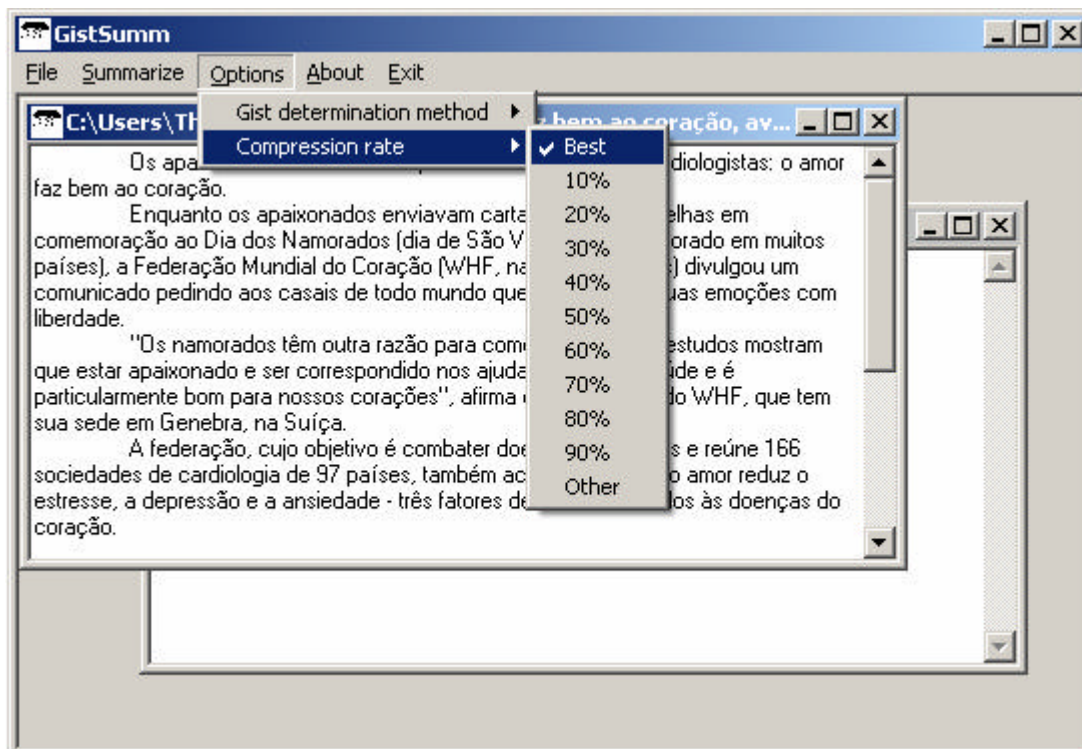 GistSumm
File Summarize Options About Exit
Gist determination method
Compression rate
Best
10%
20%
30%
40%
50%
60%
70%
80%
90%
Other
C:\Users\Th bem ao coração, av...
Os apa diologistas: o amor
faz bem ao coração.
Enquanto os apaixonados enviavam carta elhas em
comemoração ao Dia dos Namorados (dia de São V orado em muitos
países), a Federação Mundial do Coração (WHF, na s) divulgou um
comunicado pedindo aos casais de todo mundo que uas emoções com
liberdade.
"Os namorados têm outra razão para come estudos mostram
que estar apaixonado e ser correspondido nos ajuda úde e é
particularmente bom para nossos corações", afirma do WHF, que tem
sua sede em Genebra, na Suíça.
A federação, cujo objetivo é combater doe s e reúne 166
sociedades de cardiologia de 97 países, também ac o amor reduz o
estresse, a depressão e a ansiedade - três fatores de dos às doenças do
coração.